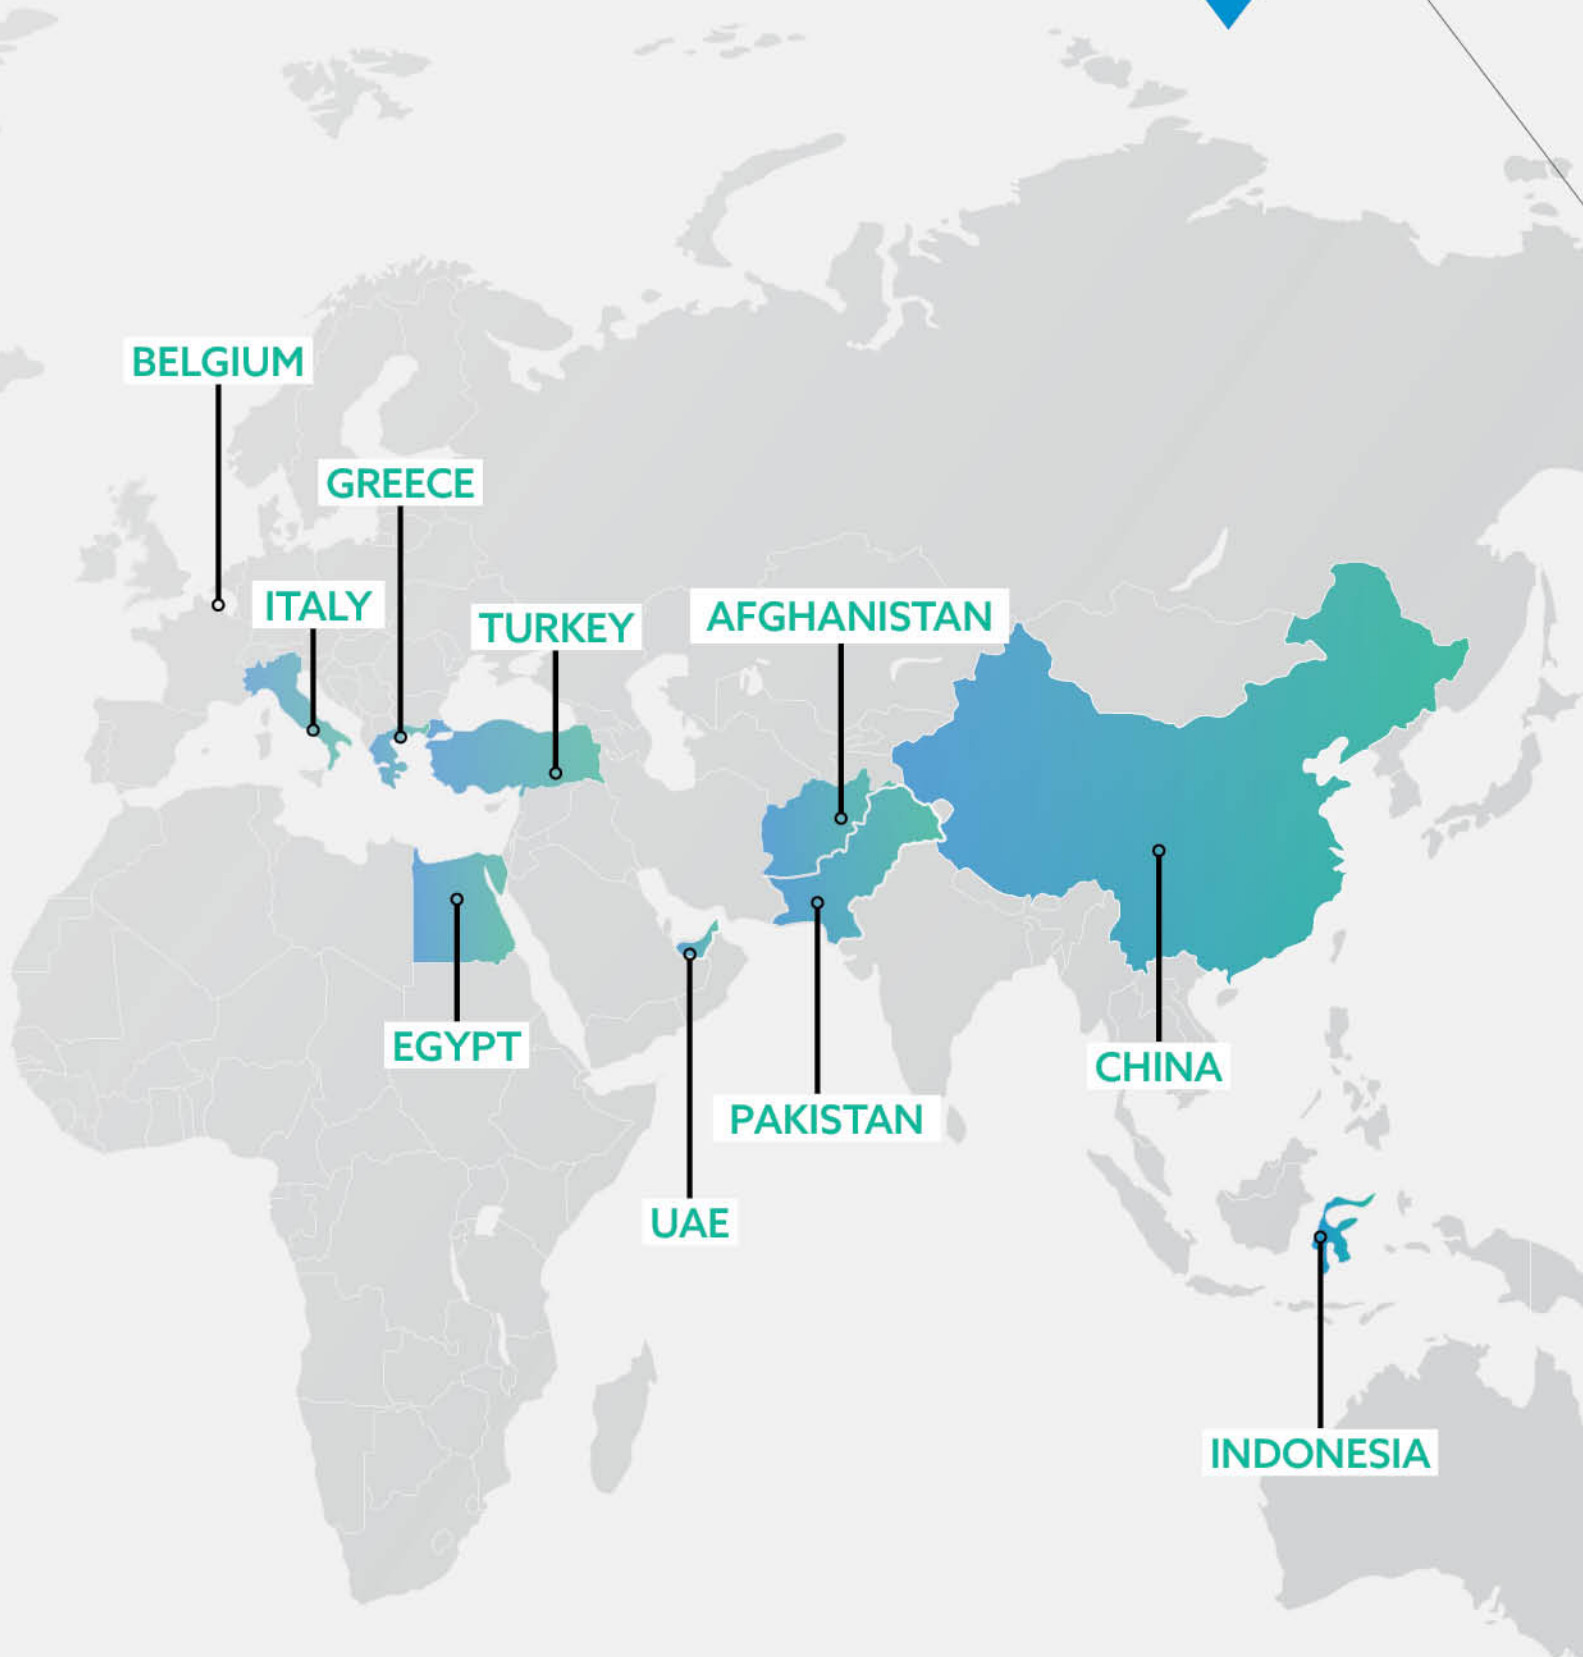 BELGIUM
GREECE
ITALY
TURKEY
AFGHANISTAN
EGYPT
CHINA
PAKISTAN
UAE
INDONESIA